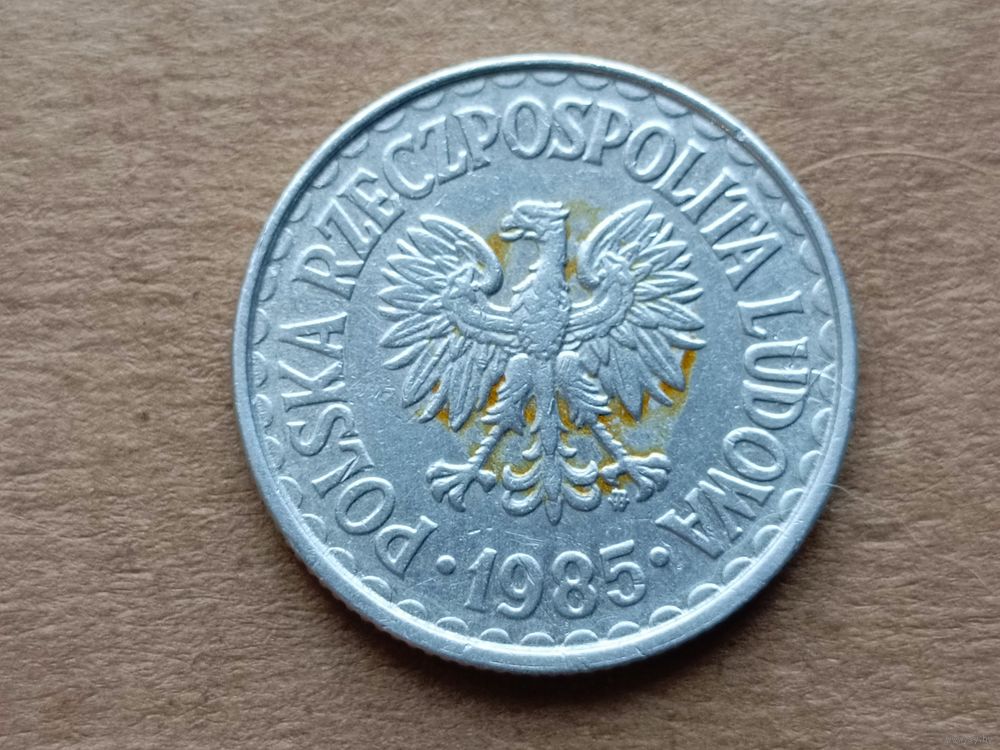 POLSKA RZECZPOSPOLITA LUDOWA
· 1985 ·